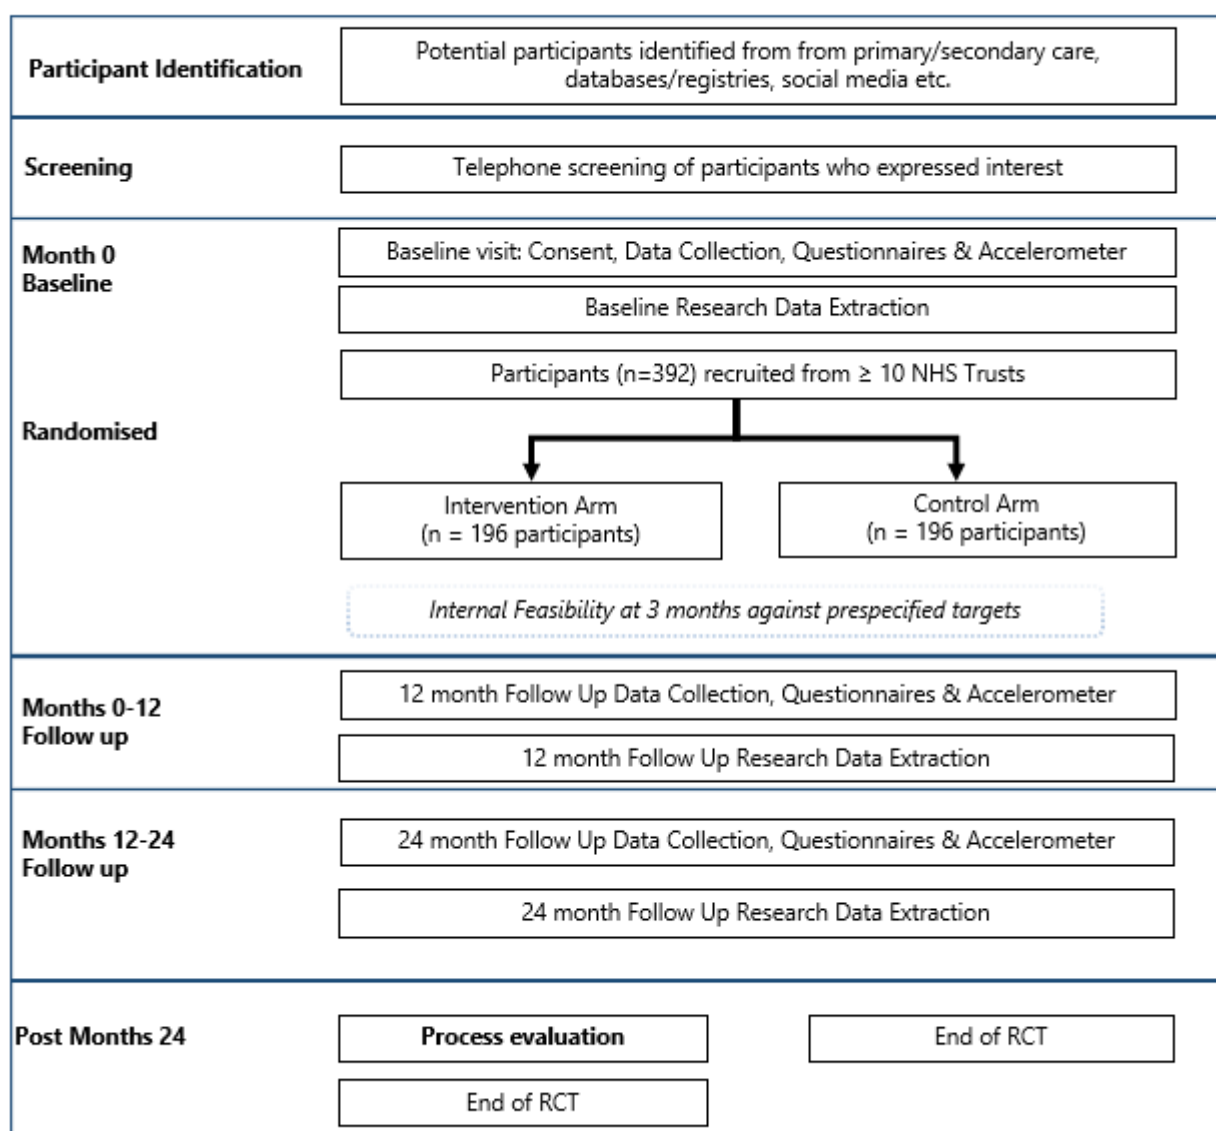 Participant Identification
Potential participants identified from from primary/secondary care,
databases/registries, social media etc.
Screening
Telephone screening of participants who expressed interest
Month 0
Baseline
Baseline visit: Consent, Data Collection, Questionnaires & Accelerometer
Baseline Research Data Extraction
Participants (n=392) recruited from ≥ 10 NHS Trusts
Randomised
Intervention Arm
(n = 196 participants)
Control Arm
(n = 196 participants)
Internal Feasibility at 3 months against prespecified targets
Months 0-12
Follow up
12 month Follow Up Data Collection, Questionnaires & Accelerometer
12 month Follow Up Research Data Extraction
Months 12-24
Follow up
24 month Follow Up Data Collection, Questionnaires & Accelerometer
24 month Follow Up Research Data Extraction
Post Months 24
Process evaluation
End of RCT
End of RCT